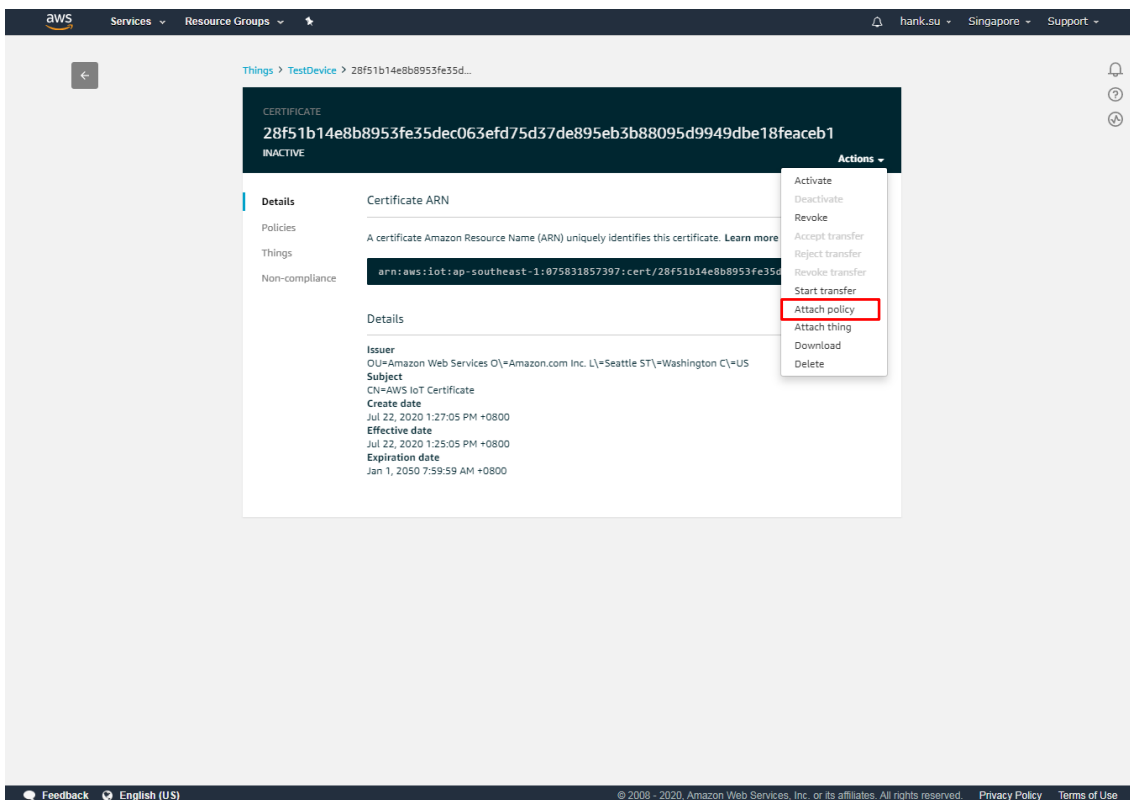 aws Services Resource Groups hank.su Singapore Support
Things > TestDevice > 28f51b14e8b8953fe35d...
CERTIFICATE
28f51b14e8b8953fe35dec063efd75d37de895eb3b88095d9949dbe18feaceb1
INACTIVE
Actions
Activate
Deactivate
Revoke
Accept transfer
Reject transfer
Revoke transfer
Start transfer
Attach policy
Attach thing
Download
Delete
Details
Policies
Things
Non-compliance
Certificate ARN
A certificate Amazon Resource Name (ARN) uniquely identifies this certificate. Learn more
arn:aws:iot:ap-southeast-1:075831857397:cert/28f51b14e8b8953fe35d
Details
Issuer
OU=Amazon Web Services O\=Amazon.com Inc. L\=Seattle ST\=Washington C\=US
Subject
CN=AWS IoT Certificate
Create date
Jul 22, 2020 1:27:05 PM +0800
Effective date
Jul 22, 2020 1:25:05 PM +0800
Expiration date
Jan 1, 2050 7:59:59 AM +0800
Feedback English (US) © 2008 - 2020, Amazon Web Services, Inc. or its affiliates. All rights reserved. Privacy Policy Terms of Use